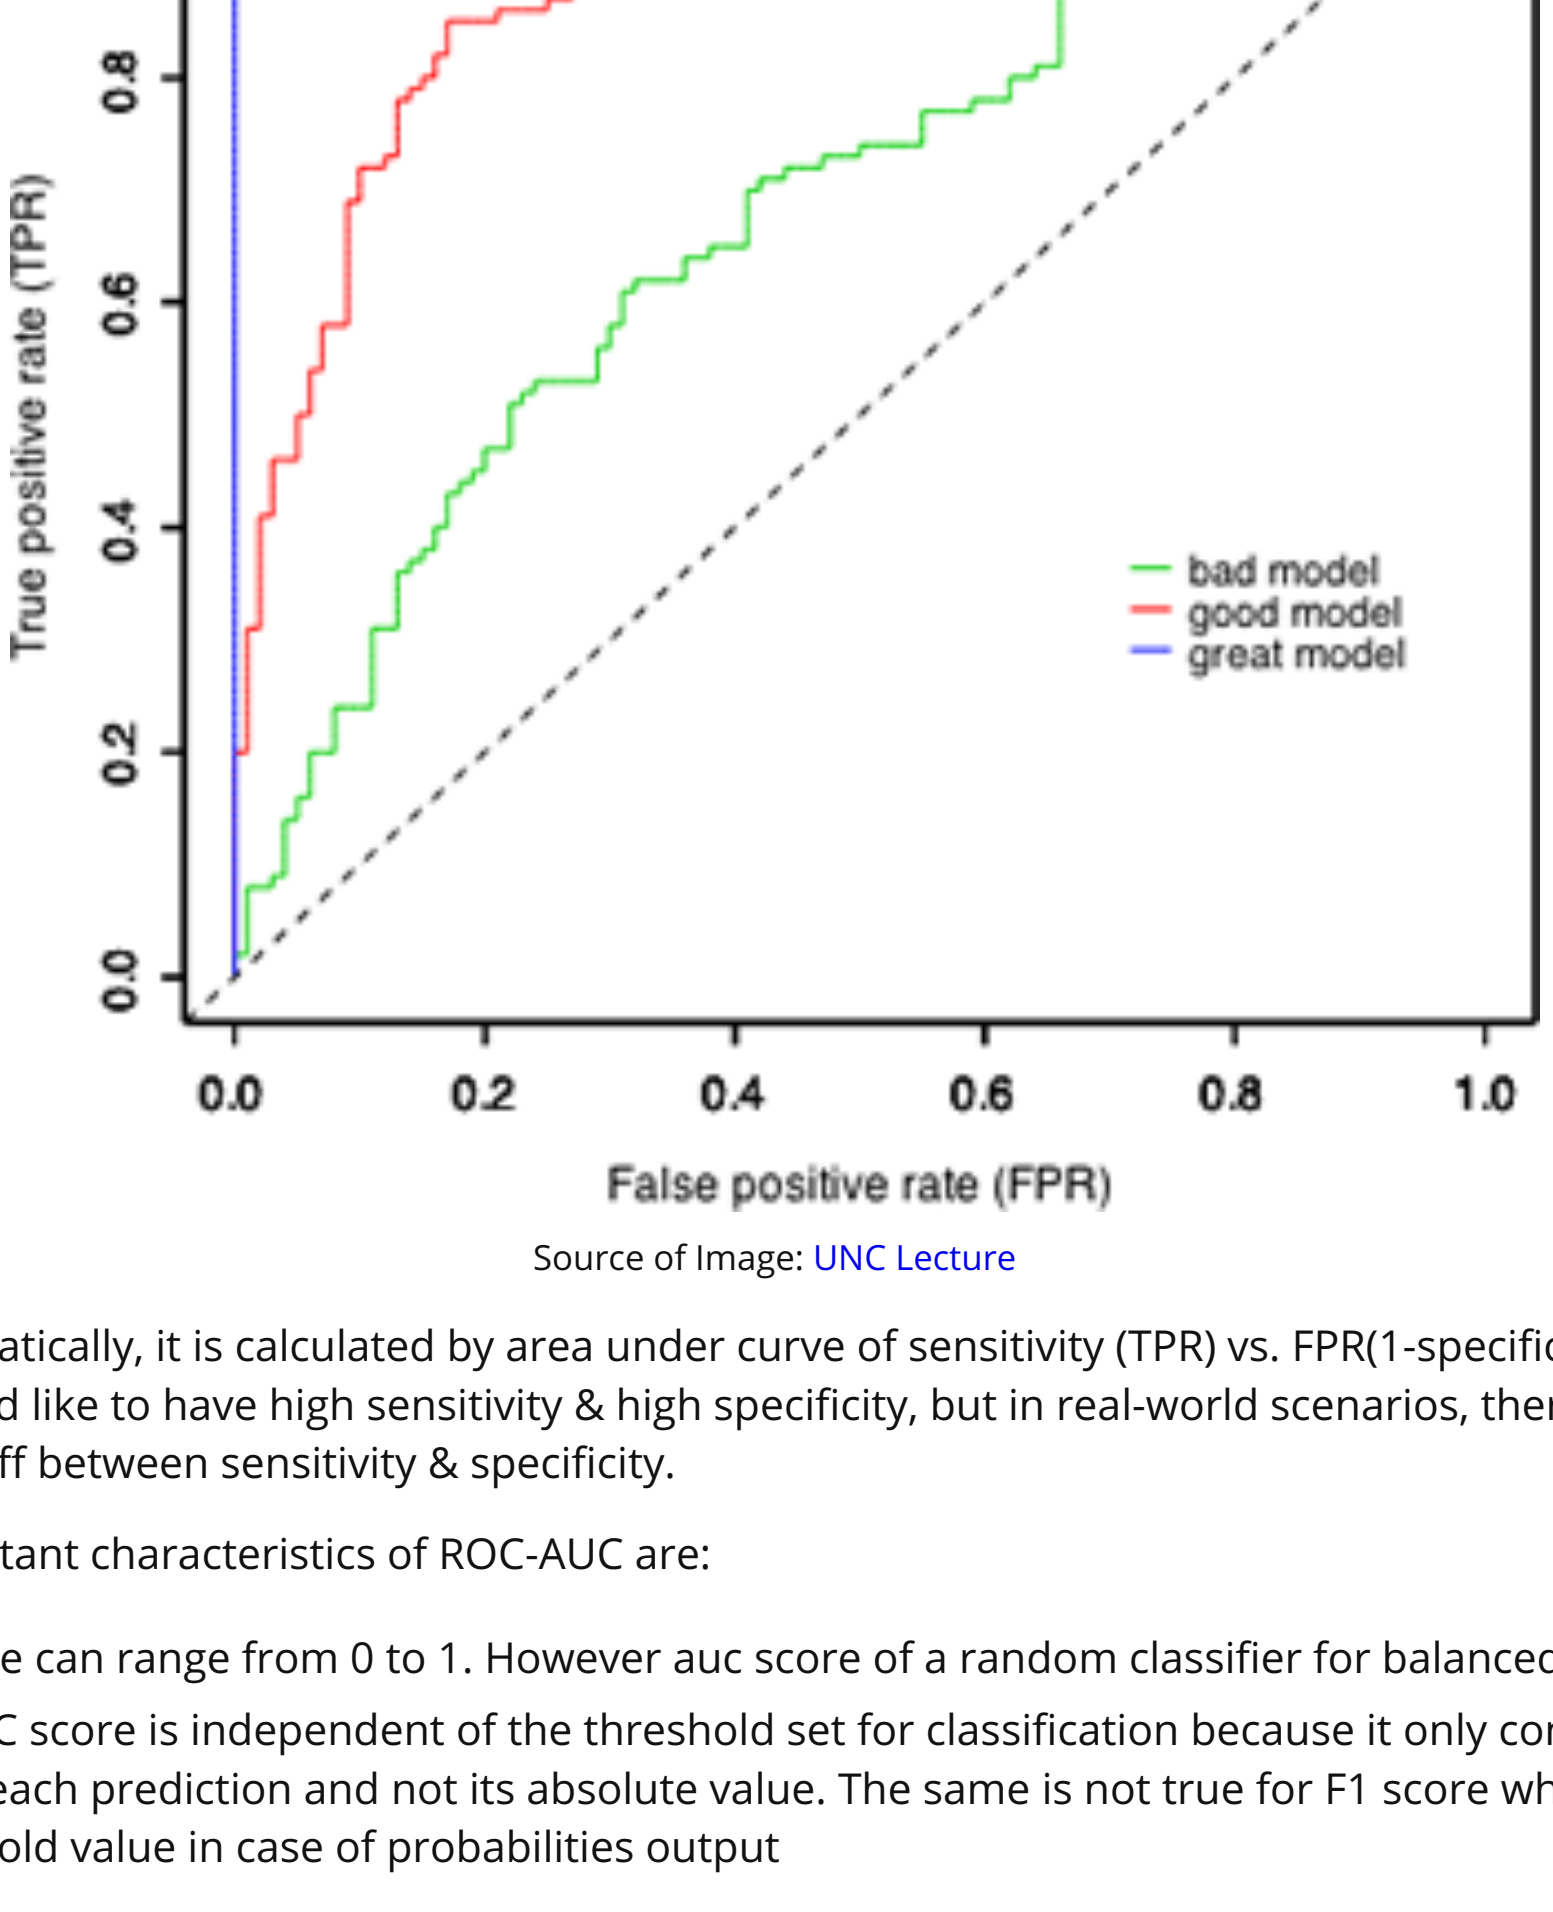 0.8
0.6
0.4
0.2
0.0
True positive rate (TPR)
bad model
good model
great model
0.0 0.2 0.4 0.6 0.8 1.0
False positive rate (FPR)
Source of Image: UNC Lecture
atically, it is calculated by area under curve of sensitivity (TPR) vs. FPR(1-specific
d like to have high sensitivity & high specificity, but in real-world scenarios, ther
ff between sensitivity & specificity.
tant characteristics of ROC-AUC are:
e can range from 0 to 1. However auc score of a random classifier for balanced
C score is independent of the threshold set for classification because it only con
each prediction and not its absolute value. The same is not true for F1 score wh
old value in case of probabilities output